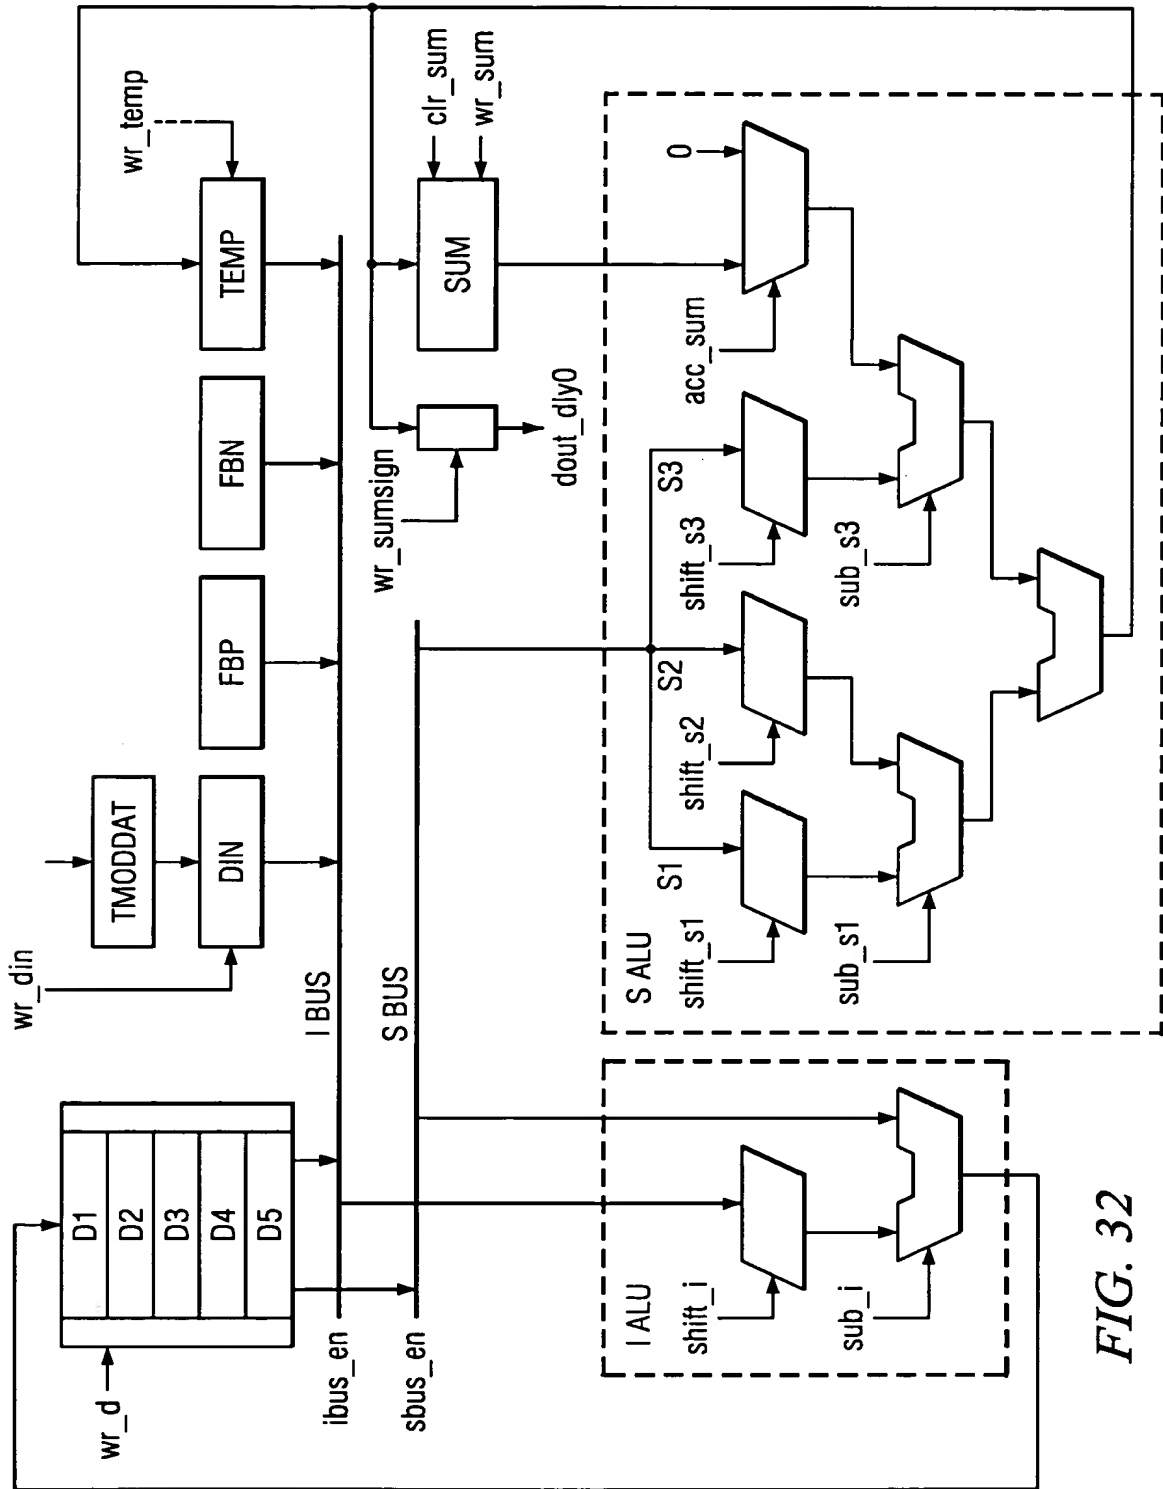 wr_din
TMODDAT
wr_temp
D1
D2
D3
D4
D5
DIN
FBP
FBN
TEMP
wr_d
I BUS
ibus_en
S BUS
sbus_en
wr_sumsign
dout_dly0
SUM
clr_sum
wr_sum
I ALU
shift_i
sub_i
S ALU
S1
S2
S3
shift_s1
shift_s2
shift_s3
acc_sum
0
sub_s1
sub_s3
FIG. 32